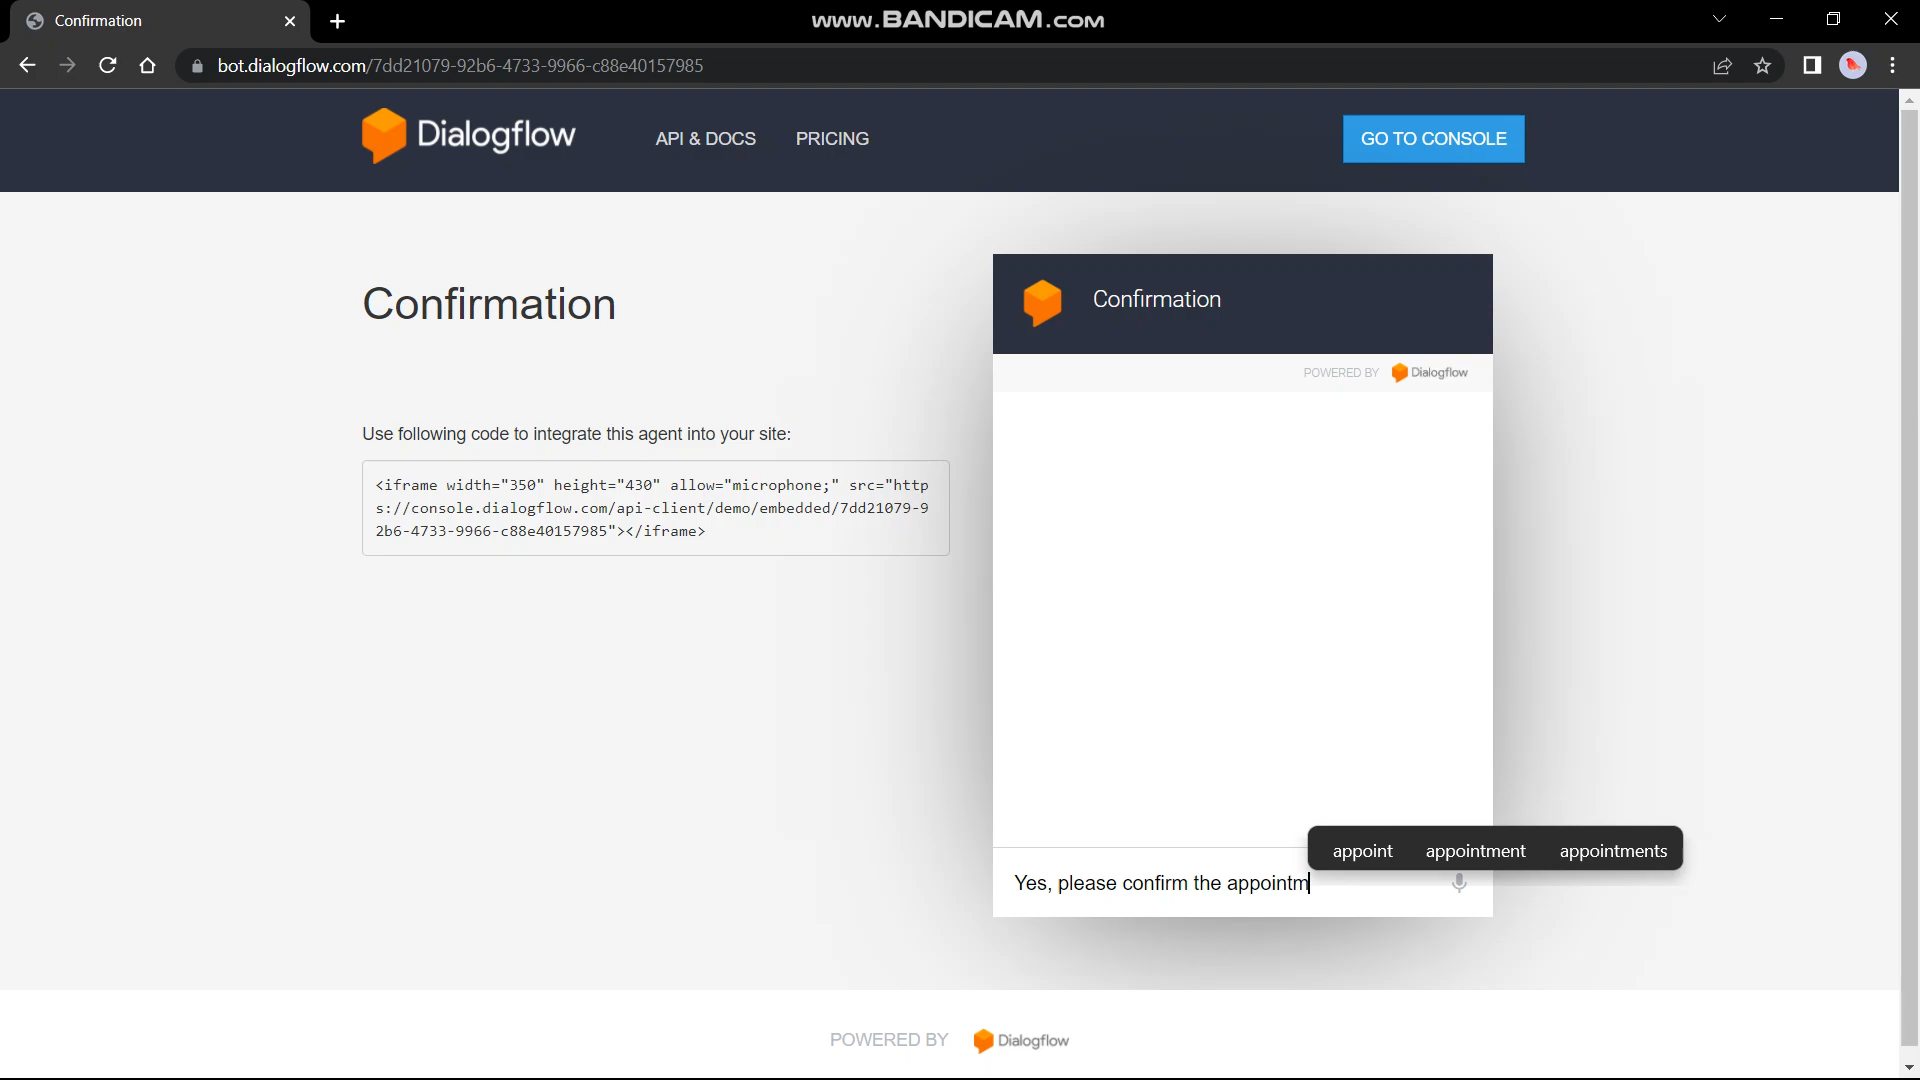 Confirmation
www.BANDICAM.com
bot.dialogflow.com/7dd21079-92b6-4733-9966-c88e40157985
Dialogflow
API & DOCS
PRICING
GO TO CONSOLE
Confirmation
Use following code to integrate this agent into your site:
<iframe width="350" height="430" allow="microphone;" src="http
s://console.dialogflow.com/api-client/demo/embedded/7dd21079-9
2b6-4733-9966-c88e40157985"></iframe>
Confirmation
POWERED BY Dialogflow
appoint appointment appointments
Yes, please confirm the appointm
POWERED BY Dialogflow